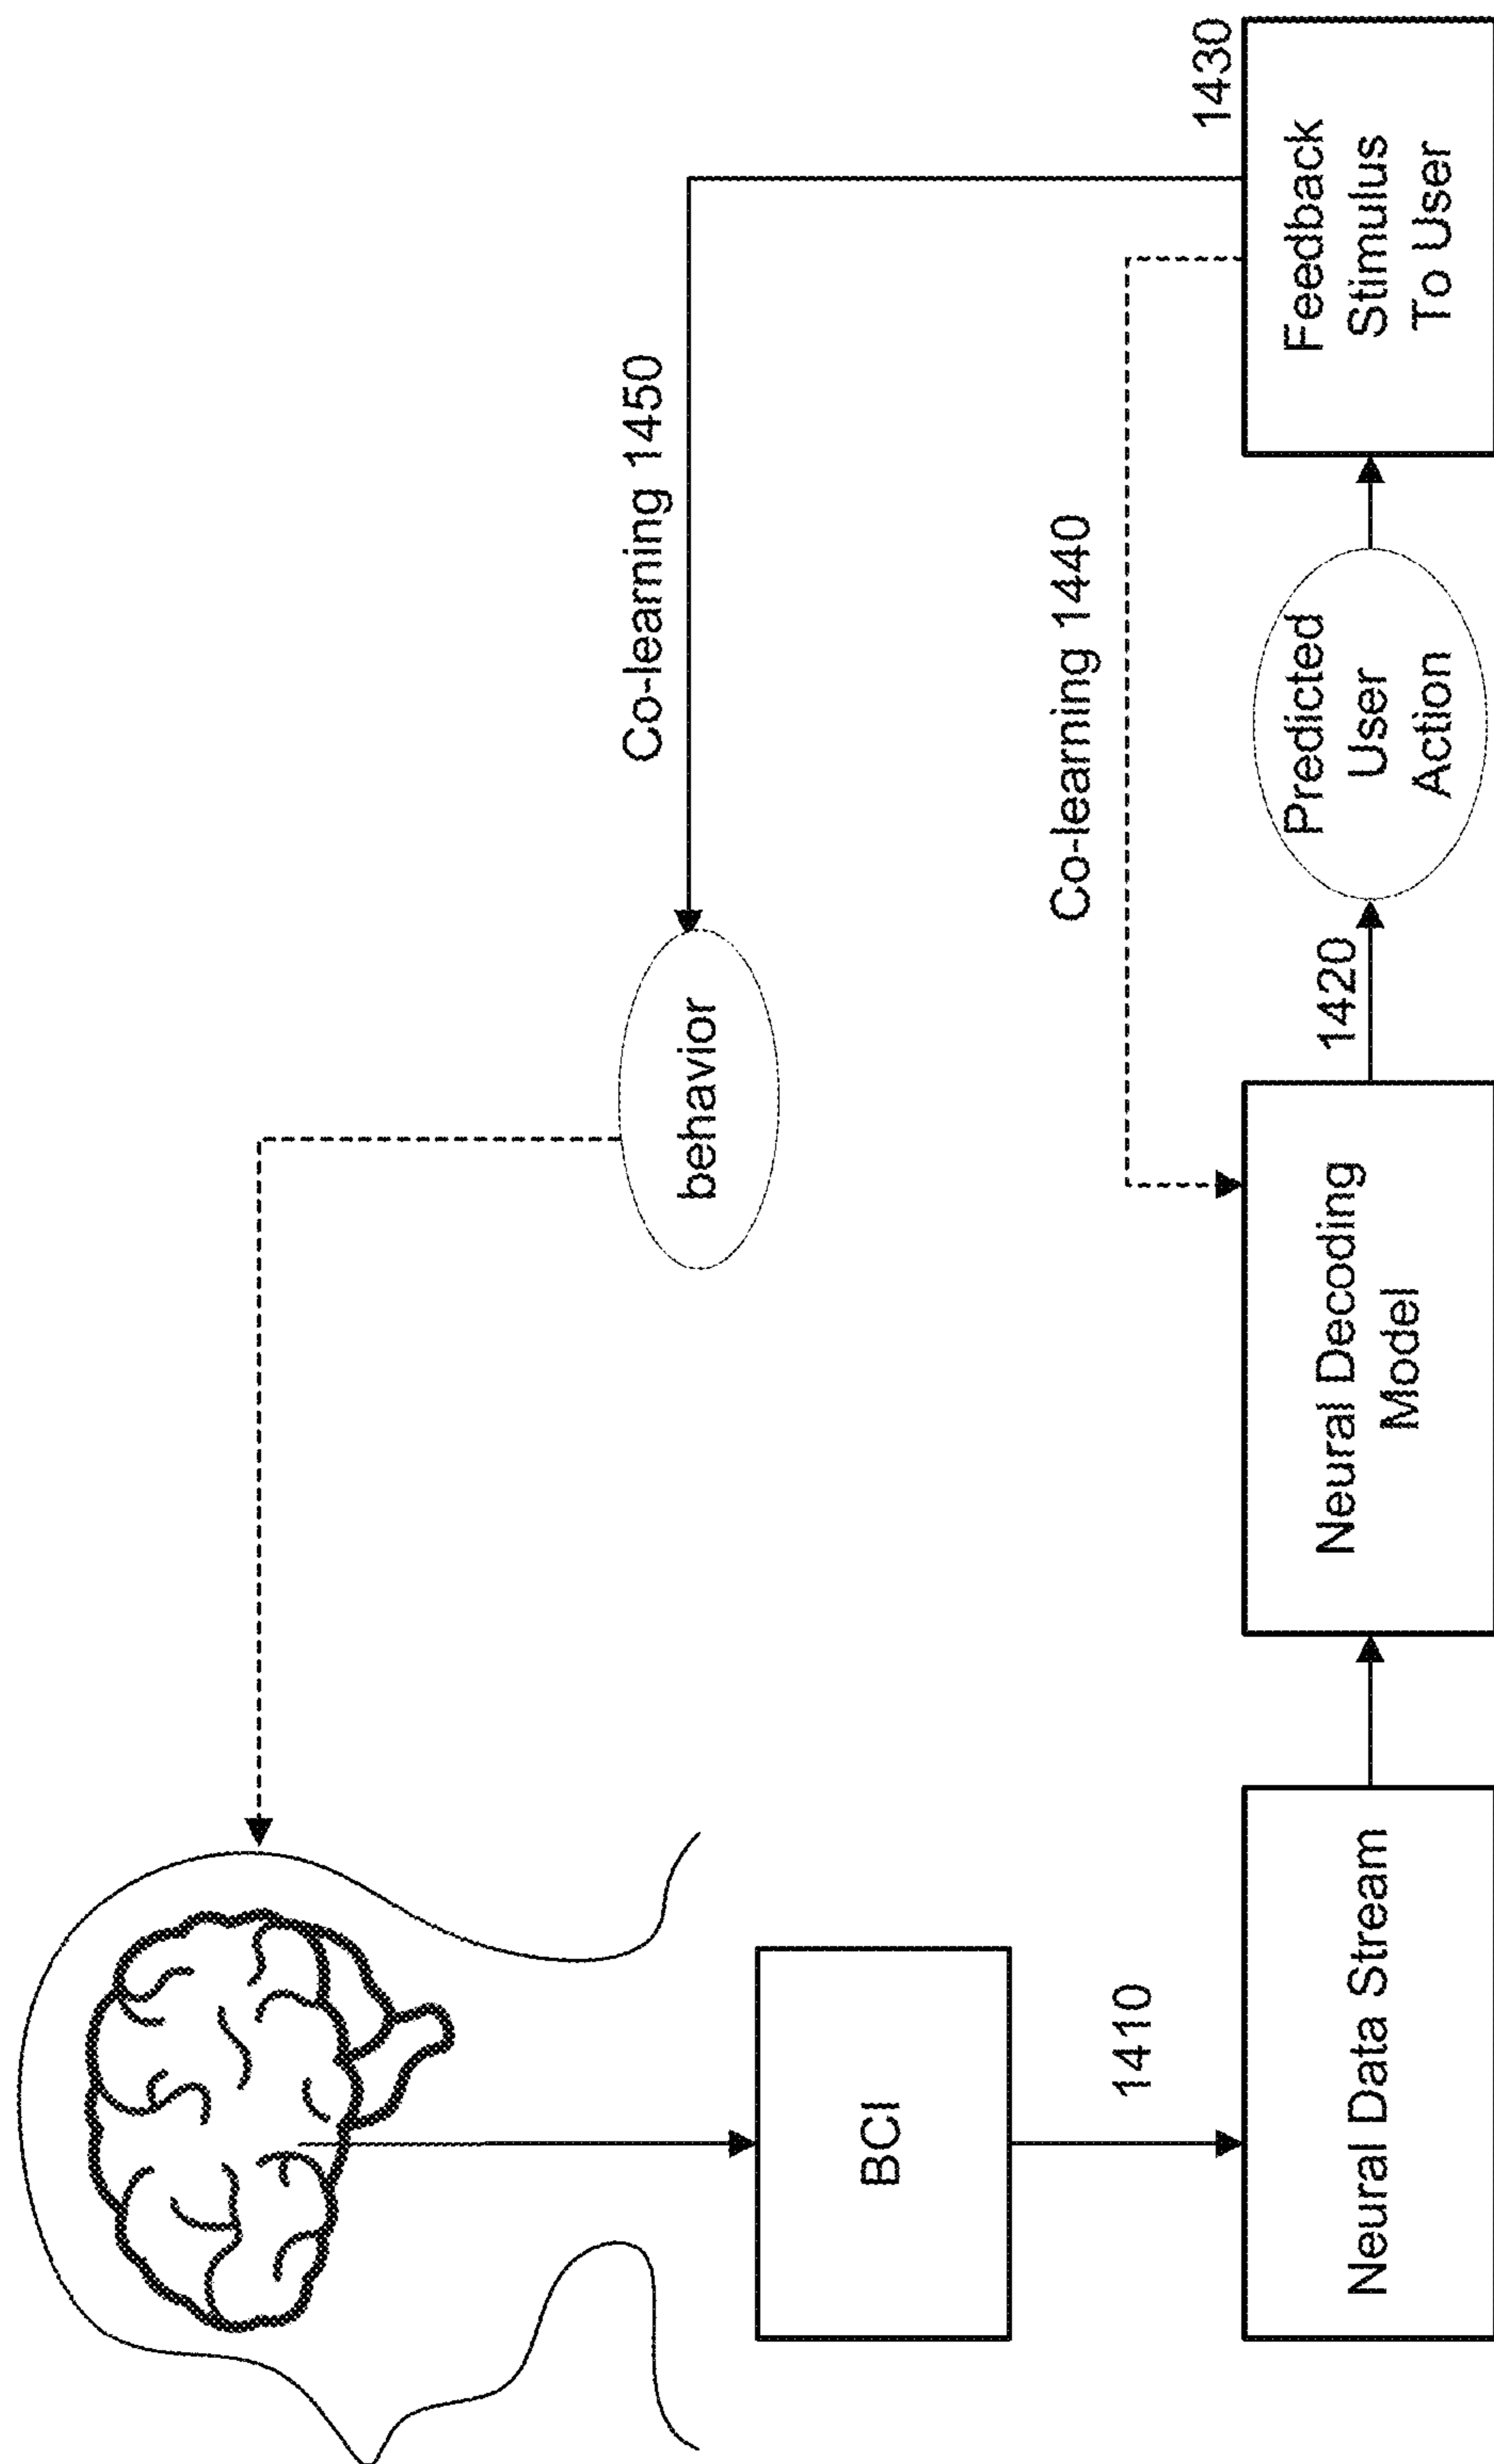 Co-learning 1450
behavior
Co-learning 1440
BCI
1410
1420
1430
Neural Data Stream
Neural Decoding
Model
Predicted
User
Action
Feedback
Stimulus
To User